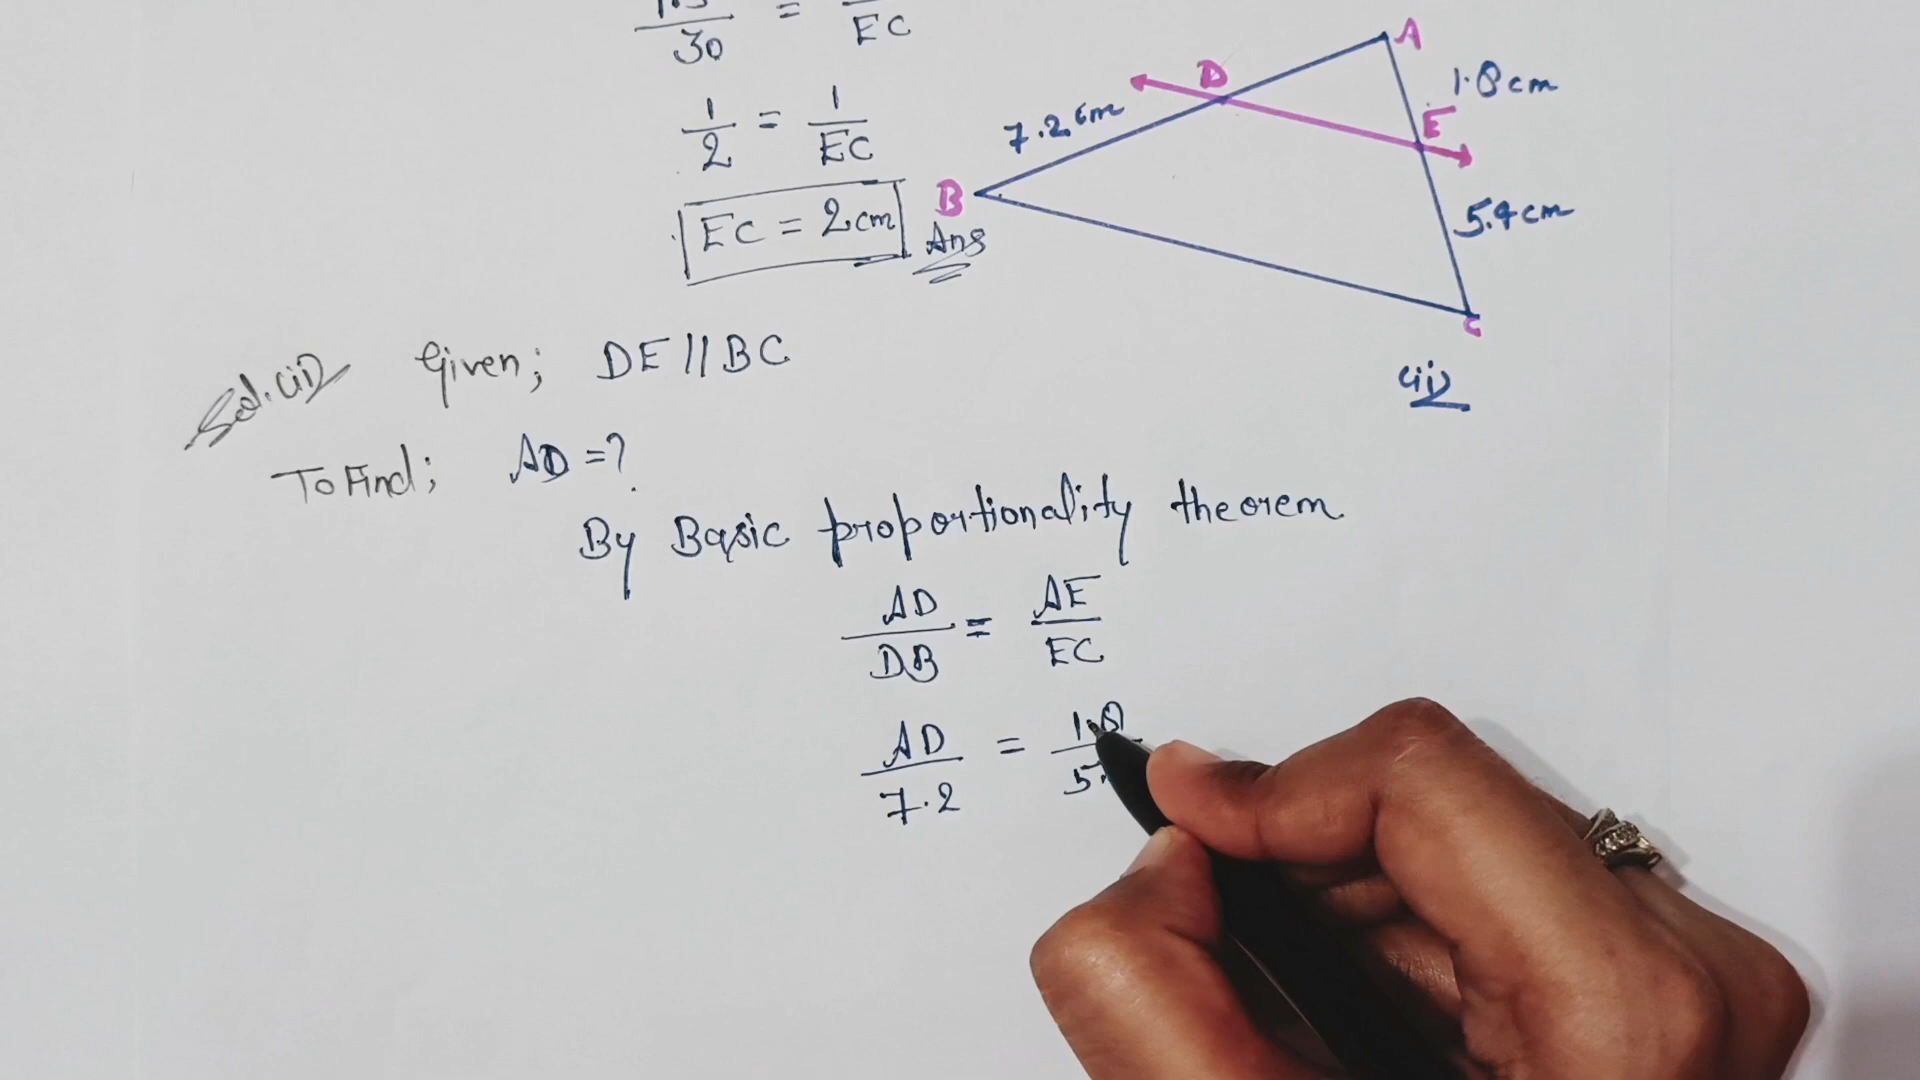 30 = EC
1/2 = 1/EC
EC = 2cm
Ans
A
D
1.8cm
E
7.2cm
B
5.4cm
C
(ii)
Sol.(ii) Given; DE||BC
To Find; AD=?
By Basic proportionality theorem
AD/DB = AE/EC
AD/7.2 = 1.8/5.